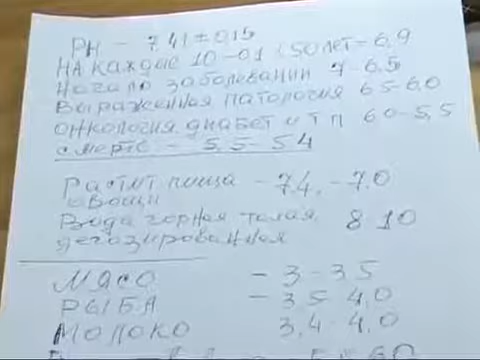 РН - 7.41 ± 0,15
НА каждые 10 - 0.1 (50 лет = 6,9
Начало заболевании 7 - 6.5
Выраженная патология 6.5 - 6.0
Онкология диабет и т п 6.0 - 5,5
смерть - 5,5 - 5.4
Растит пища - 7.4. - 7.0
овощи
Вода горная талая, 8 10
дегазированная
МЯСО - 3 - 3.5
РЫБА - 3,5 4,0
МОЛОКО 3,4 - 4,0